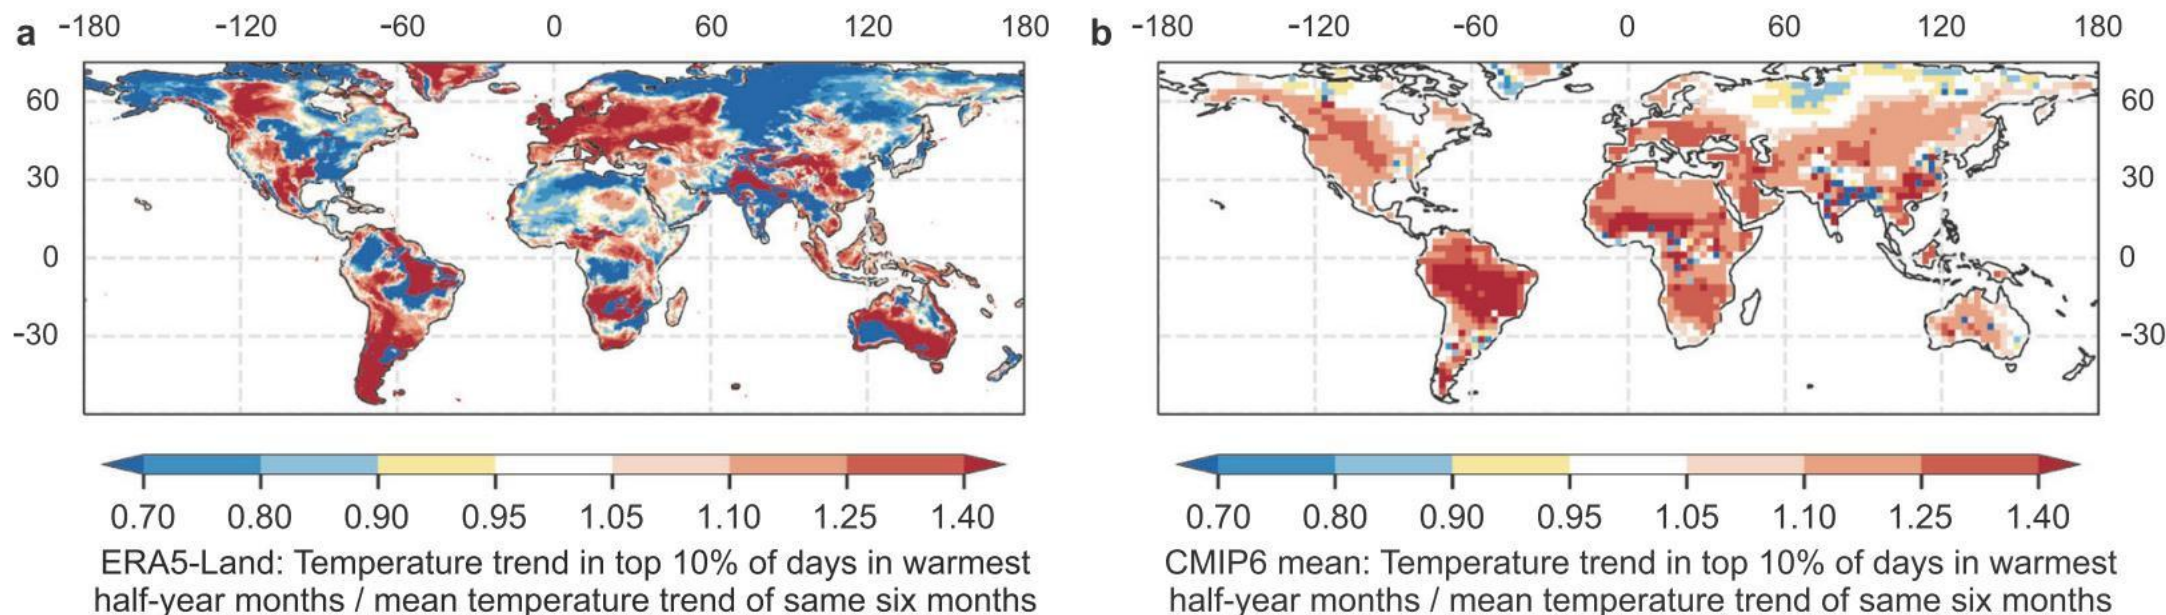 a -180 -120 -60 0 60 120 180
60
30
0
-30
0.70 0.80 0.90 0.95 1.05 1.10 1.25 1.40
ERA5-Land: Temperature trend in top 10% of days in warmest
half-year months / mean temperature trend of same six months
b -180 -120 -60 0 60 120 180
60
30
0
-30
0.70 0.80 0.90 0.95 1.05 1.10 1.25 1.40
CMIP6 mean: Temperature trend in top 10% of days in warmest
half-year months / mean temperature trend of same six months